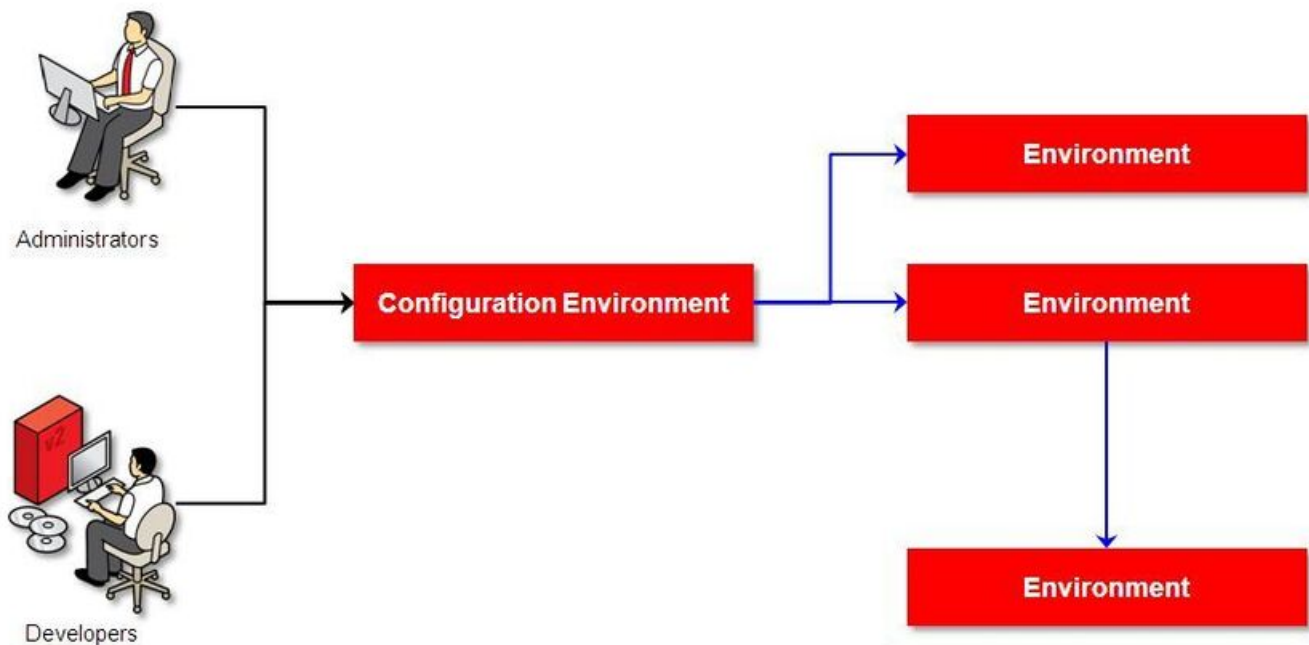 Administrators
Environment
Configuration Environment
Environment
v2
Developers
Environment